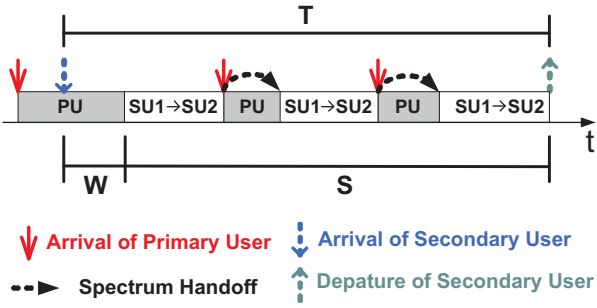 T
PU SU1→SU2 PU SU1→SU2 PU SU1→SU2
t
W S
Arrival of Primary User Arrival of Secondary User
Spectrum Handoff Depature of Secondary User